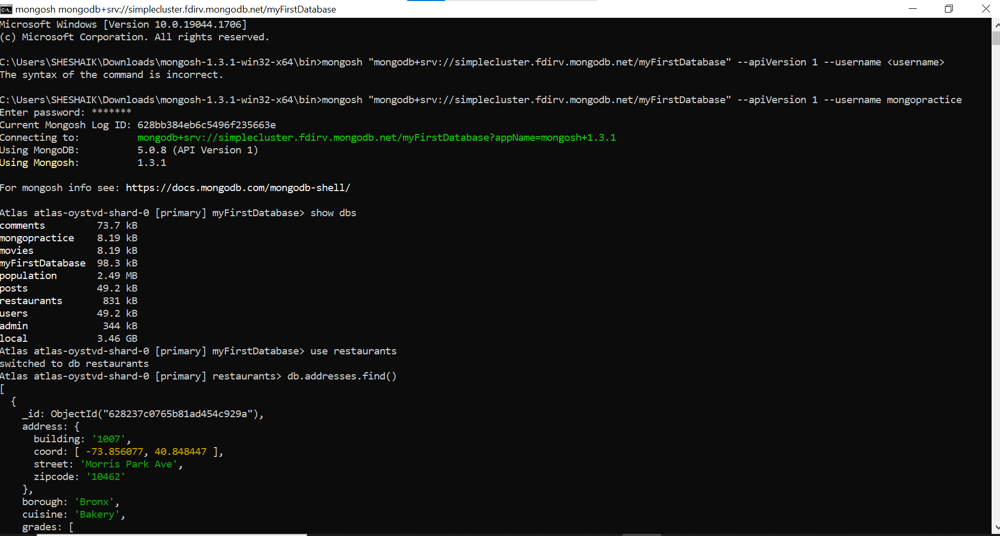 mongosh mongodb+srv://simplecluster.fdirv.mongodb.net/myFirstDatabase
Microsoft Windows [Version 10.0.19044.1706]
(c) Microsoft Corporation. All rights reserved.
C:\Users\SHESHAIK\Downloads\mongosh-1.3.1-win32-x64\bin>mongosh "mongodb+srv://simplecluster.fdirv.mongodb.net/myFirstDatabase" --apiVersion 1 --username <username>
The syntax of the command is incorrect.
C:\Users\SHESHAIK\Downloads\mongosh-1.3.1-win32-x64\bin>mongosh "mongodb+srv://simplecluster.fdirv.mongodb.net/myFirstDatabase" --apiVersion 1 --username mongopractice
Enter password: *******
Current Mongosh Log ID: 628bb384eb6c5496f235663e
Connecting to: mongodb+srv://simplecluster.fdirv.mongodb.net/myFirstDatabase?appName=mongosh+1.3.1
Using MongoDB: 5.0.8 (API Version 1)
Using Mongosh: 1.3.1
For mongosh info see: https://docs.mongodb.com/mongodb-shell/
Atlas atlas-oystvd-shard-0 [primary] myFirstDatabase> show dbs
comments 73.7 kB
mongopractice 8.19 kB
movies 8.19 kB
myFirstDatabase 98.3 kB
population 2.49 MB
posts 49.2 kB
restaurants 831 kB
users 49.2 kB
admin 344 kB
local 3.46 GB
Atlas atlas-oystvd-shard-0 [primary] myFirstDatabase> use restaurants
switched to db restaurants
Atlas atlas-oystvd-shard-0 [primary] restaurants> db.addresses.find()
[
{
_id: ObjectId("628237c0765b81ad454c929a"),
address: {
building: '1007',
coord: [ -73.856077, 40.848447 ],
street: 'Morris Park Ave',
zipcode: '10462'
},
borough: 'Bronx',
cuisine: 'Bakery',
grades: [